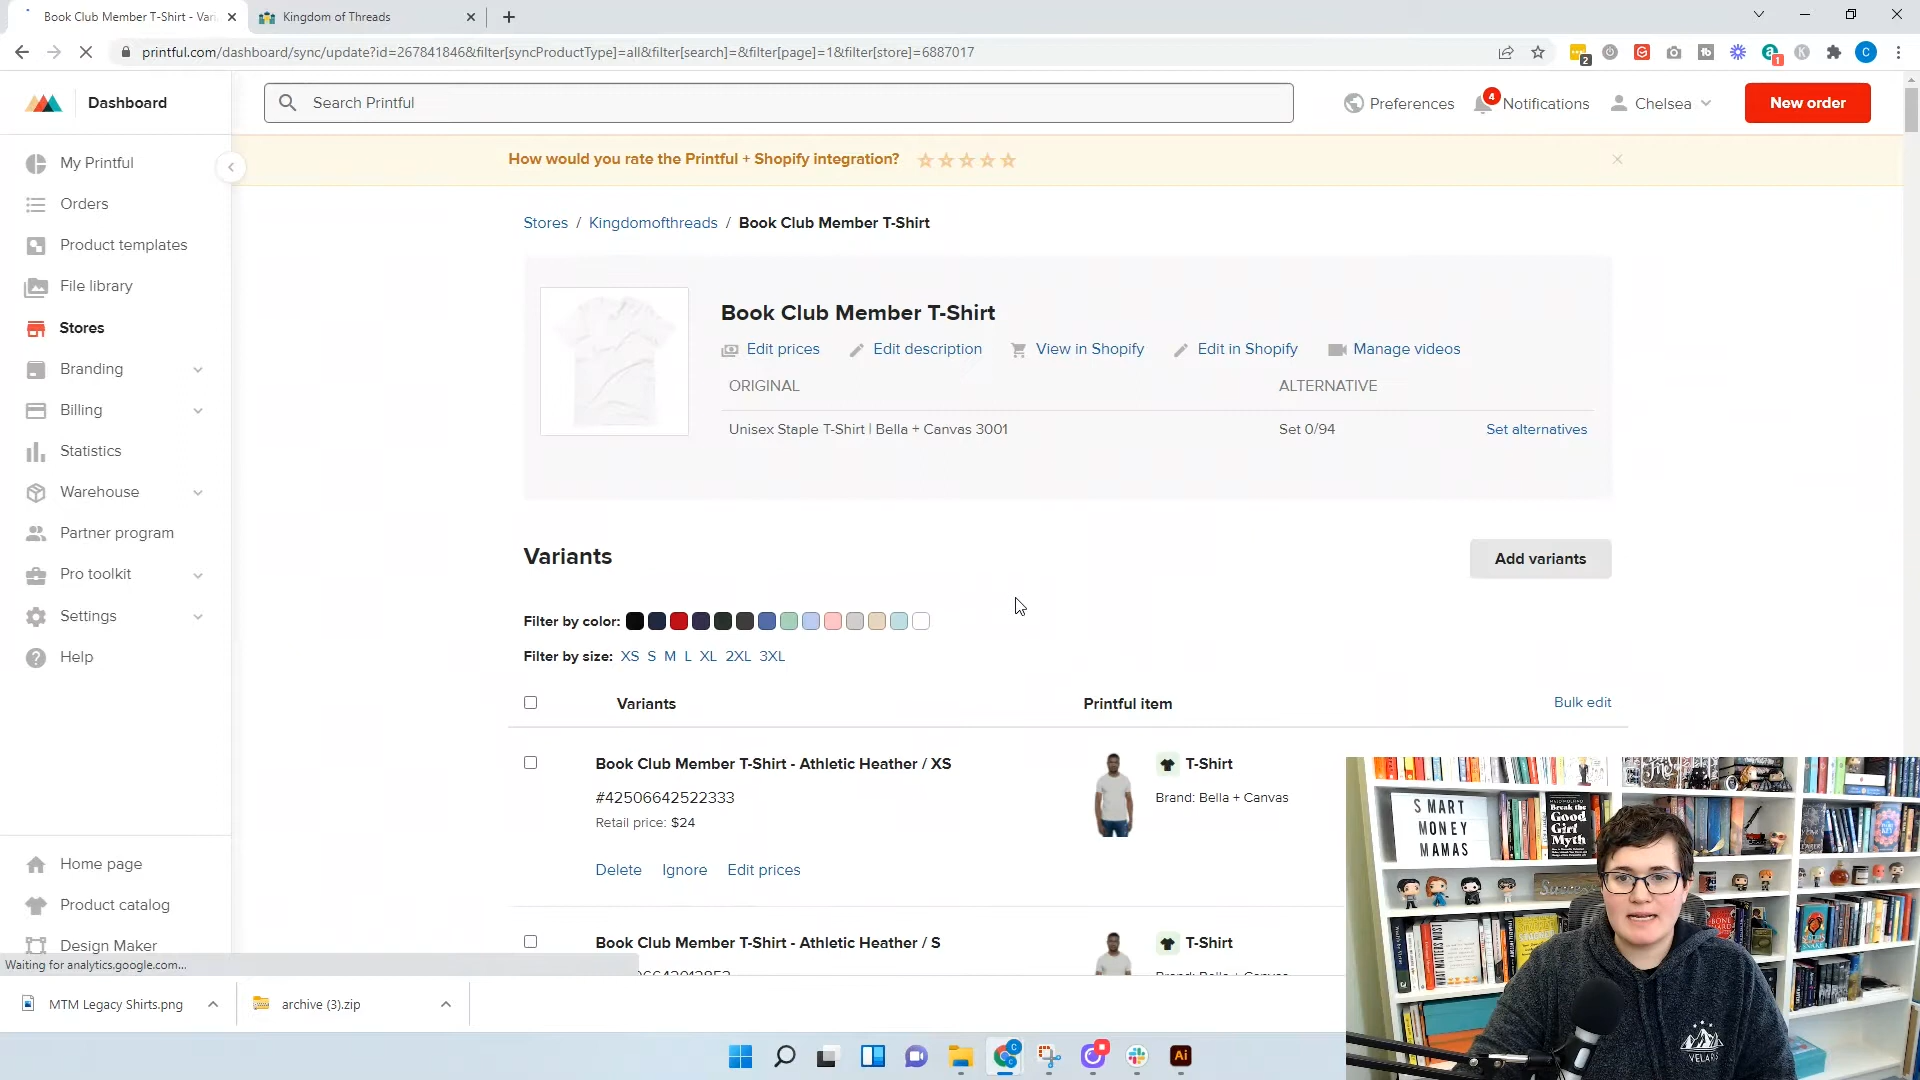 Book Club Member T-Shirt - Vari
Kingdom of Threads
printful.com/dashboard/sync/update?id=267841846&filter[syncProductType]=all&filter[search]=&filter[page]=1&filter[store]=6887017
2
1
C
Dashboard
Search Printful
Preferences
4
Notifications
Chelsea
New order
How would you rate the Printful + Shopify integration?
My Printful
Orders
Product templates
File library
Stores
Branding
Billing
Statistics
Warehouse
Partner program
Pro toolkit
Settings
Help
Home page
Product catalog
Design Maker
Stores / Kingdomofthreads / Book Club Member T-Shirt
Book Club Member T-Shirt
Edit prices
Edit description
View in Shopify
Edit in Shopify
Manage videos
ORIGINAL
ALTERNATIVE
Unisex Staple T-Shirt | Bella + Canvas 3001
Set 0/94
Set alternatives
Variants
Add variants
Filter by color:
Filter by size: XS S M L XL 2XL 3XL
Variants
Printful item
Bulk edit
Book Club Member T-Shirt - Athletic Heather / XS
#42506642522333
Retail price: $24
Delete
Ignore
Edit prices
T-Shirt
Brand: Bella + Canvas
Book Club Member T-Shirt - Athletic Heather / S
T-Shirt
Brand: Bella + Canvas
Waiting for analytics.google.com...
MTM Legacy Shirts.png
archive (3).zip
Ai
SMART
MONEY
MAMAS
Break the
Good
Girl
Myth
Success
VELARIS